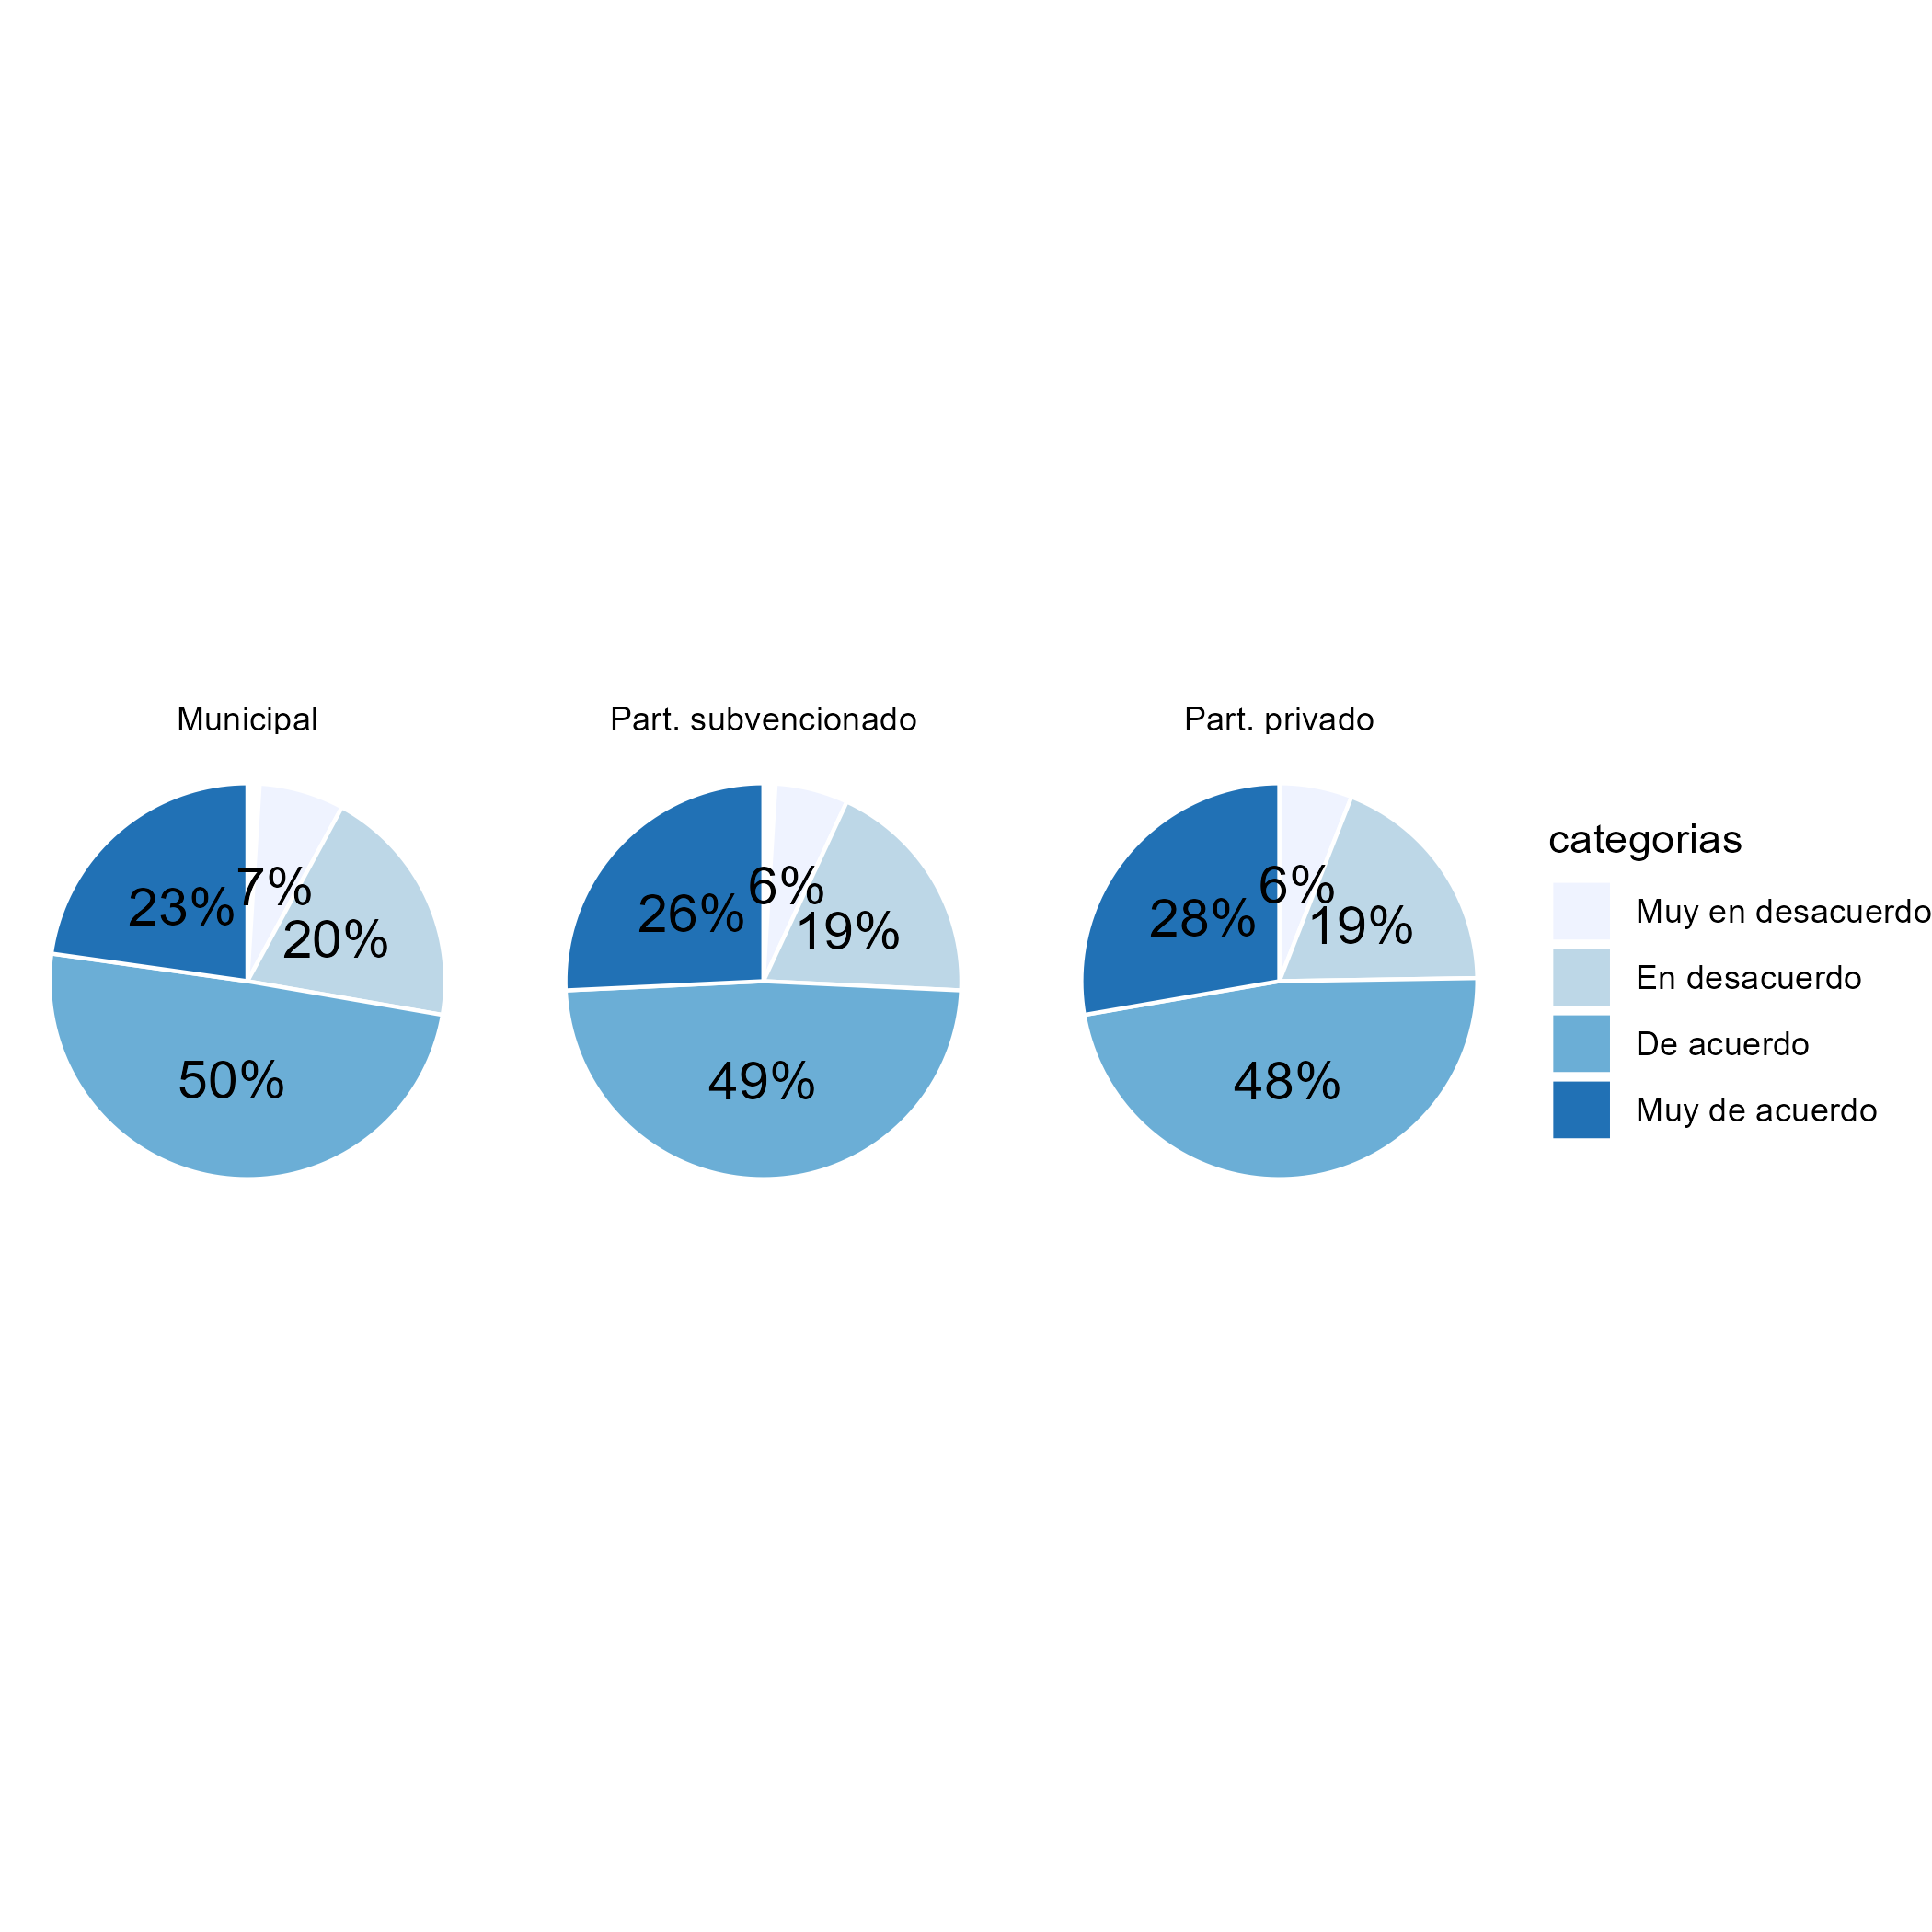 Municipal
Part. subvencionado
Part. privado
23%
7%
20%
50%
26%
6%
19%
49%
28%
6%
19%
48%
categorias
Muy en desacuerdo
En desacuerdo
De acuerdo
Muy de acuerdo